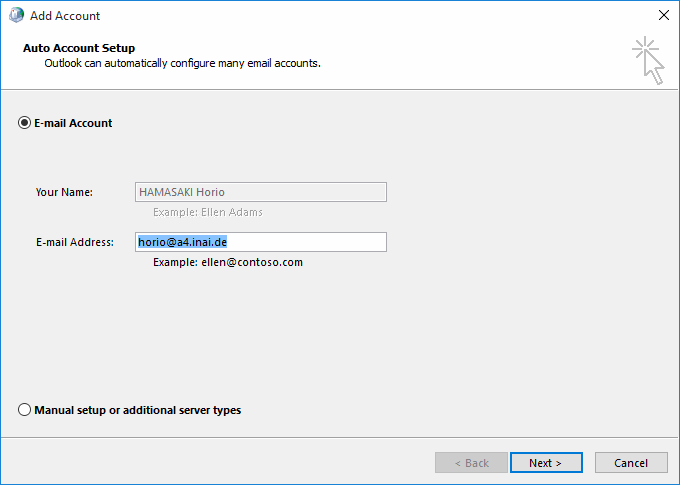 Add Account
Auto Account Setup
Outlook can automatically configure many email accounts.
E-mail Account
Your Name: HAMASAKI Horio
Example: Ellen Adams
E-mail Address: horio@a4.inai.de
Example: ellen@contoso.com
Manual setup or additional server types
< Back Next > Cancel